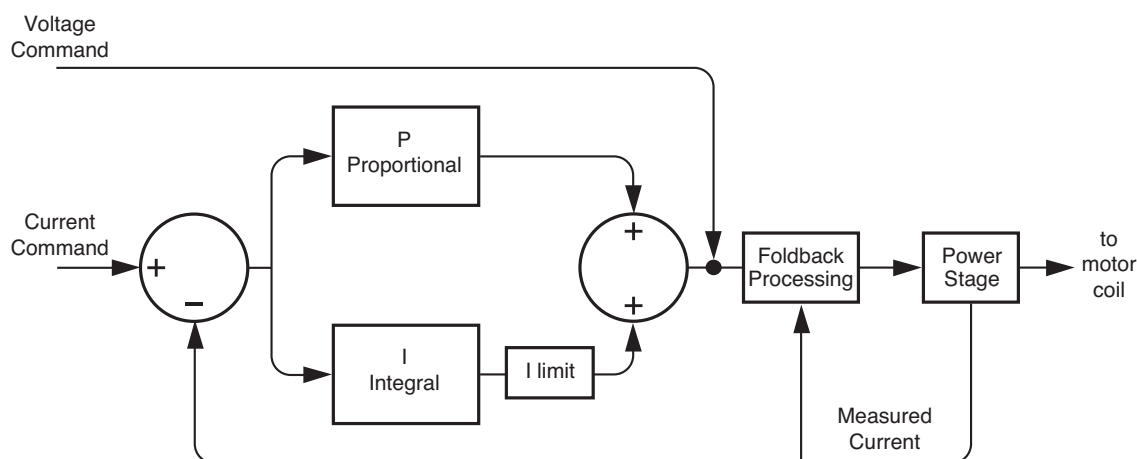 Voltage
Command
P
Proportional
Current
Command
+
−
+
+
Foldback
Processing
Power
Stage
to
motor
coil
I
Integral
I limit
Measured
Current